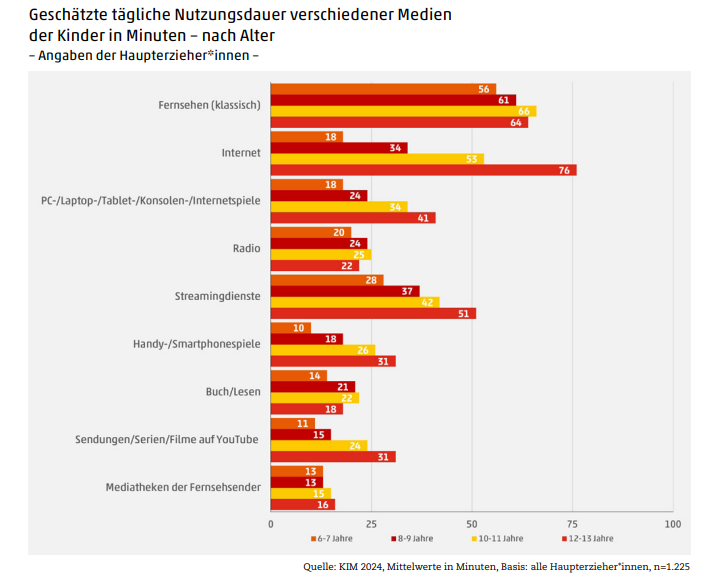 Geschätzte tägliche Nutzungsdauer verschiedener Medien
der Kinder in Minuten – nach Alter
– Angaben der Haupterzieher*innen –
Fernsehen (klassisch)
56
61
66
64
Internet
18
34
53
76
PC-/Laptop-/Tablet-/Konsolen-/Internetspiele
18
24
34
41
Radio
20
24
25
22
Streamingdienste
28
37
42
51
Handy-/Smartphonespiele
10
18
26
31
Buch/Lesen
14
21
22
18
Sendungen/Serien/Filme auf YouTube
11
15
24
31
Mediatheken der Fernsehsender
13
13
15
16
0 25 50 75 100
6-7 Jahre 8-9 Jahre 10-11 Jahre 12-13 Jahre
Quelle: KIM 2024, Mittelwerte in Minuten, Basis: alle Haupterzieher*innen, n=1.225